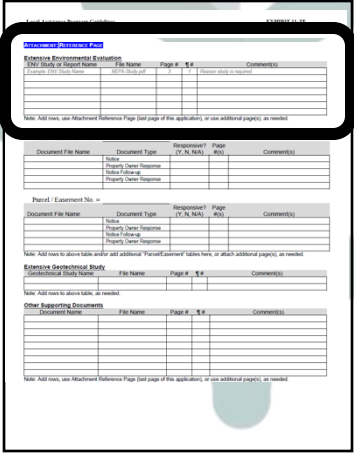 Local Assistance Program Guidelines EXHIBIT 11-5E
ATTACHMENT: REFERENCE PAGE
Extensive Environmental Evaluation
ENV Study or Report Name File Name Page # ¶ # Comment(s)
Example: ENV Study Name NEPA-Study.pdf 3 1 Reason study is required.
Note: Add rows, use Attachment Reference Page (last page of this application), or use additional page(s), as needed.
Document File Name Document Type Responsive? (Y, N, N/A) Page #(s) Comment(s)
Notice
Property Owner Response
Notice Follow-up
Property Owner Response
Parcel / Easement No. =
Document File Name Document Type Responsive? (Y, N, N/A) Page #(s) Comment(s)
Notice
Property Owner Response
Notice Follow-up
Property Owner Response
Note: Add rows to above table and/or add additional "Parcel/Easement" tables here, or attach additional page(s), as needed.
Extensive Geotechnical Study
Geotechnical Study Name File Name Page # ¶ # Comment(s)
Note: Add rows to above table, as needed.
Other Supporting Documents
Document Name File Name Page # ¶ # Comment(s)
Note: Add rows, use Attachment Reference Page (last page of this application), or use additional page(s), as needed.